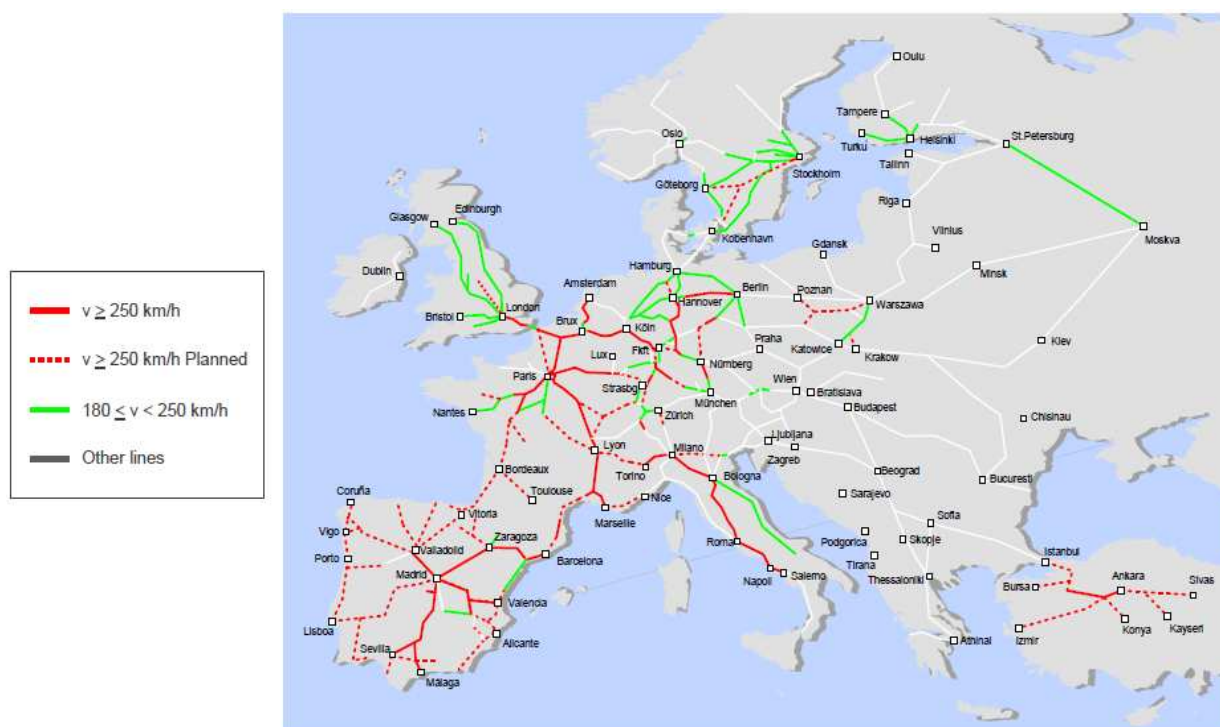 v ≥ 250 km/h
v ≥ 250 km/h Planned
180 ≤ v < 250 km/h
Other lines
Oulu
Tampere
Oslo
Turku
Helsinki
St.Petersburg
Tallinn
Stockholm
Göteborg
Riga
Glasgow
Edinburgh
Moskva
Vilnius
Kobenhavn
Gdansk
Minsk
Dublin
Hamburg
Amsterdam
Hannover
Berlin
Poznan
Warszawa
London
Bristol
Brux
Köln
Kiev
Praha
Katowice
Krakow
Lux
Fkft
Nürnberg
Paris
Strasbg
Wien
Bratislava
München
Budapest
Nantes
Zürich
Chisinau
Ljubljana
Lyon
Milano
Zagreb
Bordeaux
Torino
Bologna
Beograd
Bucuresti
Toulouse
Nice
Sarajevo
Coruña
Marseille
Vitoria
Sofia
Vigo
Zaragoza
Roma
Podgorica
Skopje
Valladolid
Istanbul
Porto
Barcelona
Tirana
Madrid
Napoli
Salerno
Thessaloniki
Bursa
Ankara
Sivas
Valencia
Lisboa
Alicante
Athinai
Izmir
Konya
Kayseri
Sevilla
Málaga